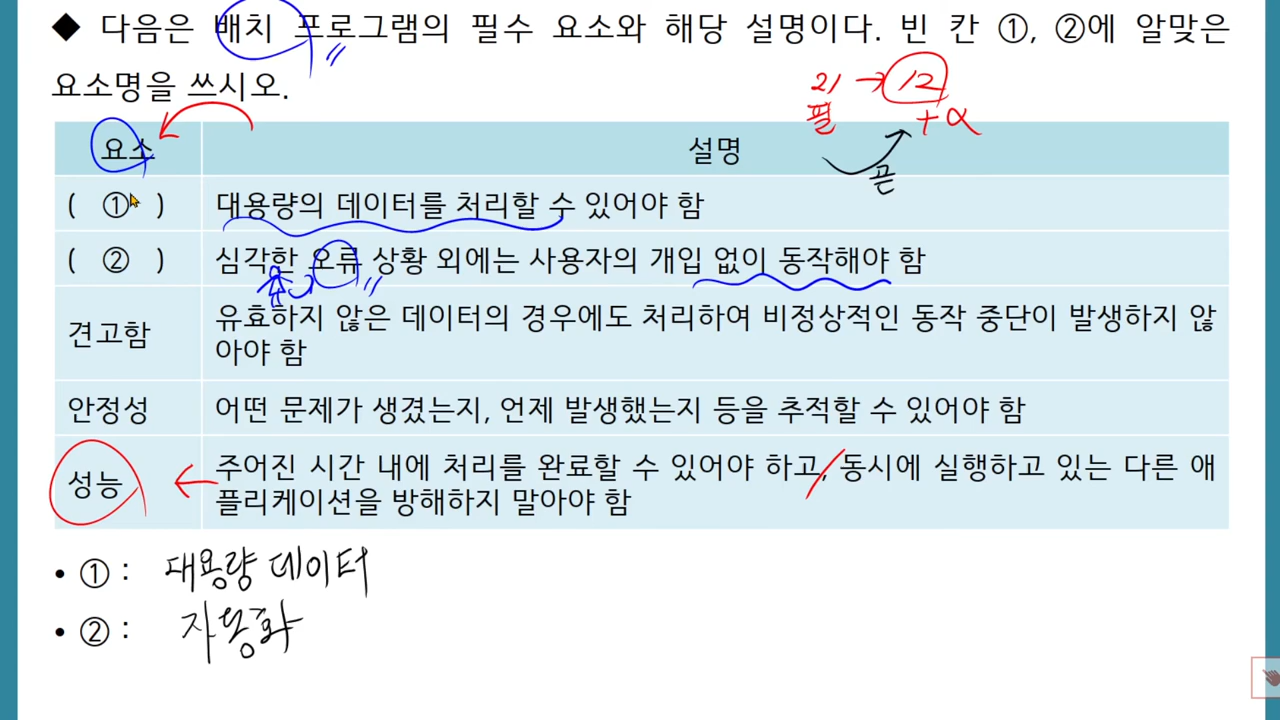 ◆ 다음은 배치 프로그램의 필수 요소와 해당 설명이다. 빈 칸 ①, ②에 알맞은
요소명을 쓰시오.
21 → 12
필 + α
곧
요소 설명
( ① ) 대용량의 데이터를 처리할 수 있어야 함
( ② ) 심각한 오류 상황 외에는 사용자의 개입 없이 동작해야 함
견고함 유효하지 않은 데이터의 경우에도 처리하여 비정상적인 동작 중단이 발생하지 않
아야 함
안정성 어떤 문제가 생겼는지, 언제 발생했는지 등을 추적할 수 있어야 함
성능 주어진 시간 내에 처리를 완료할 수 있어야 하고, 동시에 실행하고 있는 다른 애
플리케이션을 방해하지 말아야 함
• ① : 대용량 데이터
• ② : 자동화